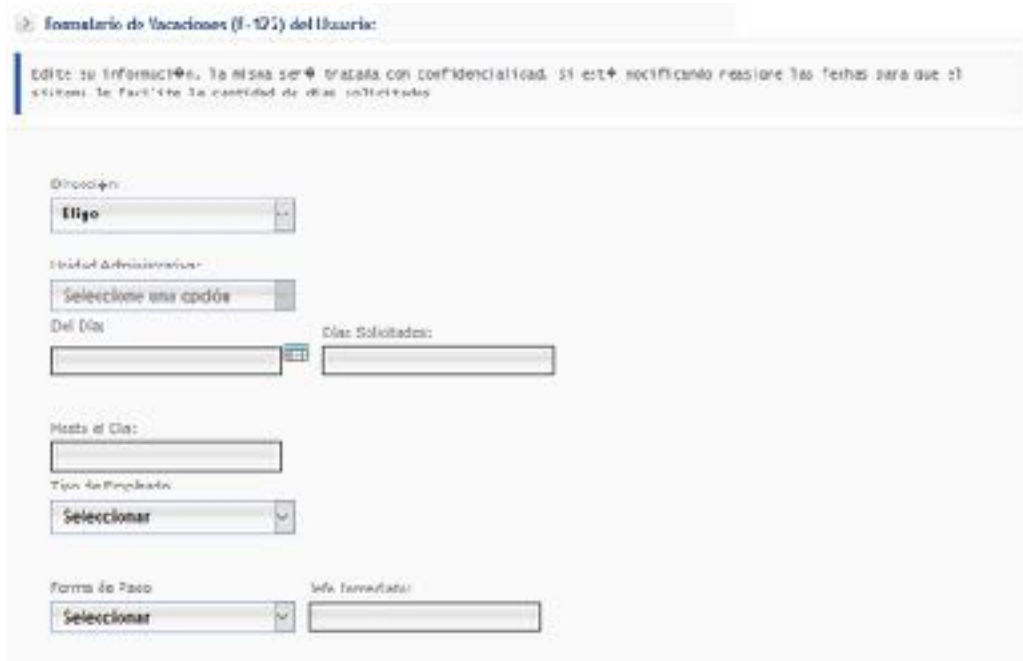 Formulario de Vacaciones (F-125) del Usuario:
Edite su informaci�n, la misma ser� tratada con confidencialidad. Si est� modificando reasigne las fechas para que el
sistema le facilite la cantidad de días solicitados
Direcci�n:
Elige
Unidad Administrativa:
Seleccione una opción
Del Día:
Días Solicitados:
Hasta el Día:
Tipo de Empleado
Seleccionar
Forma de Pago
Jefe Inmediato:
Seleccionar